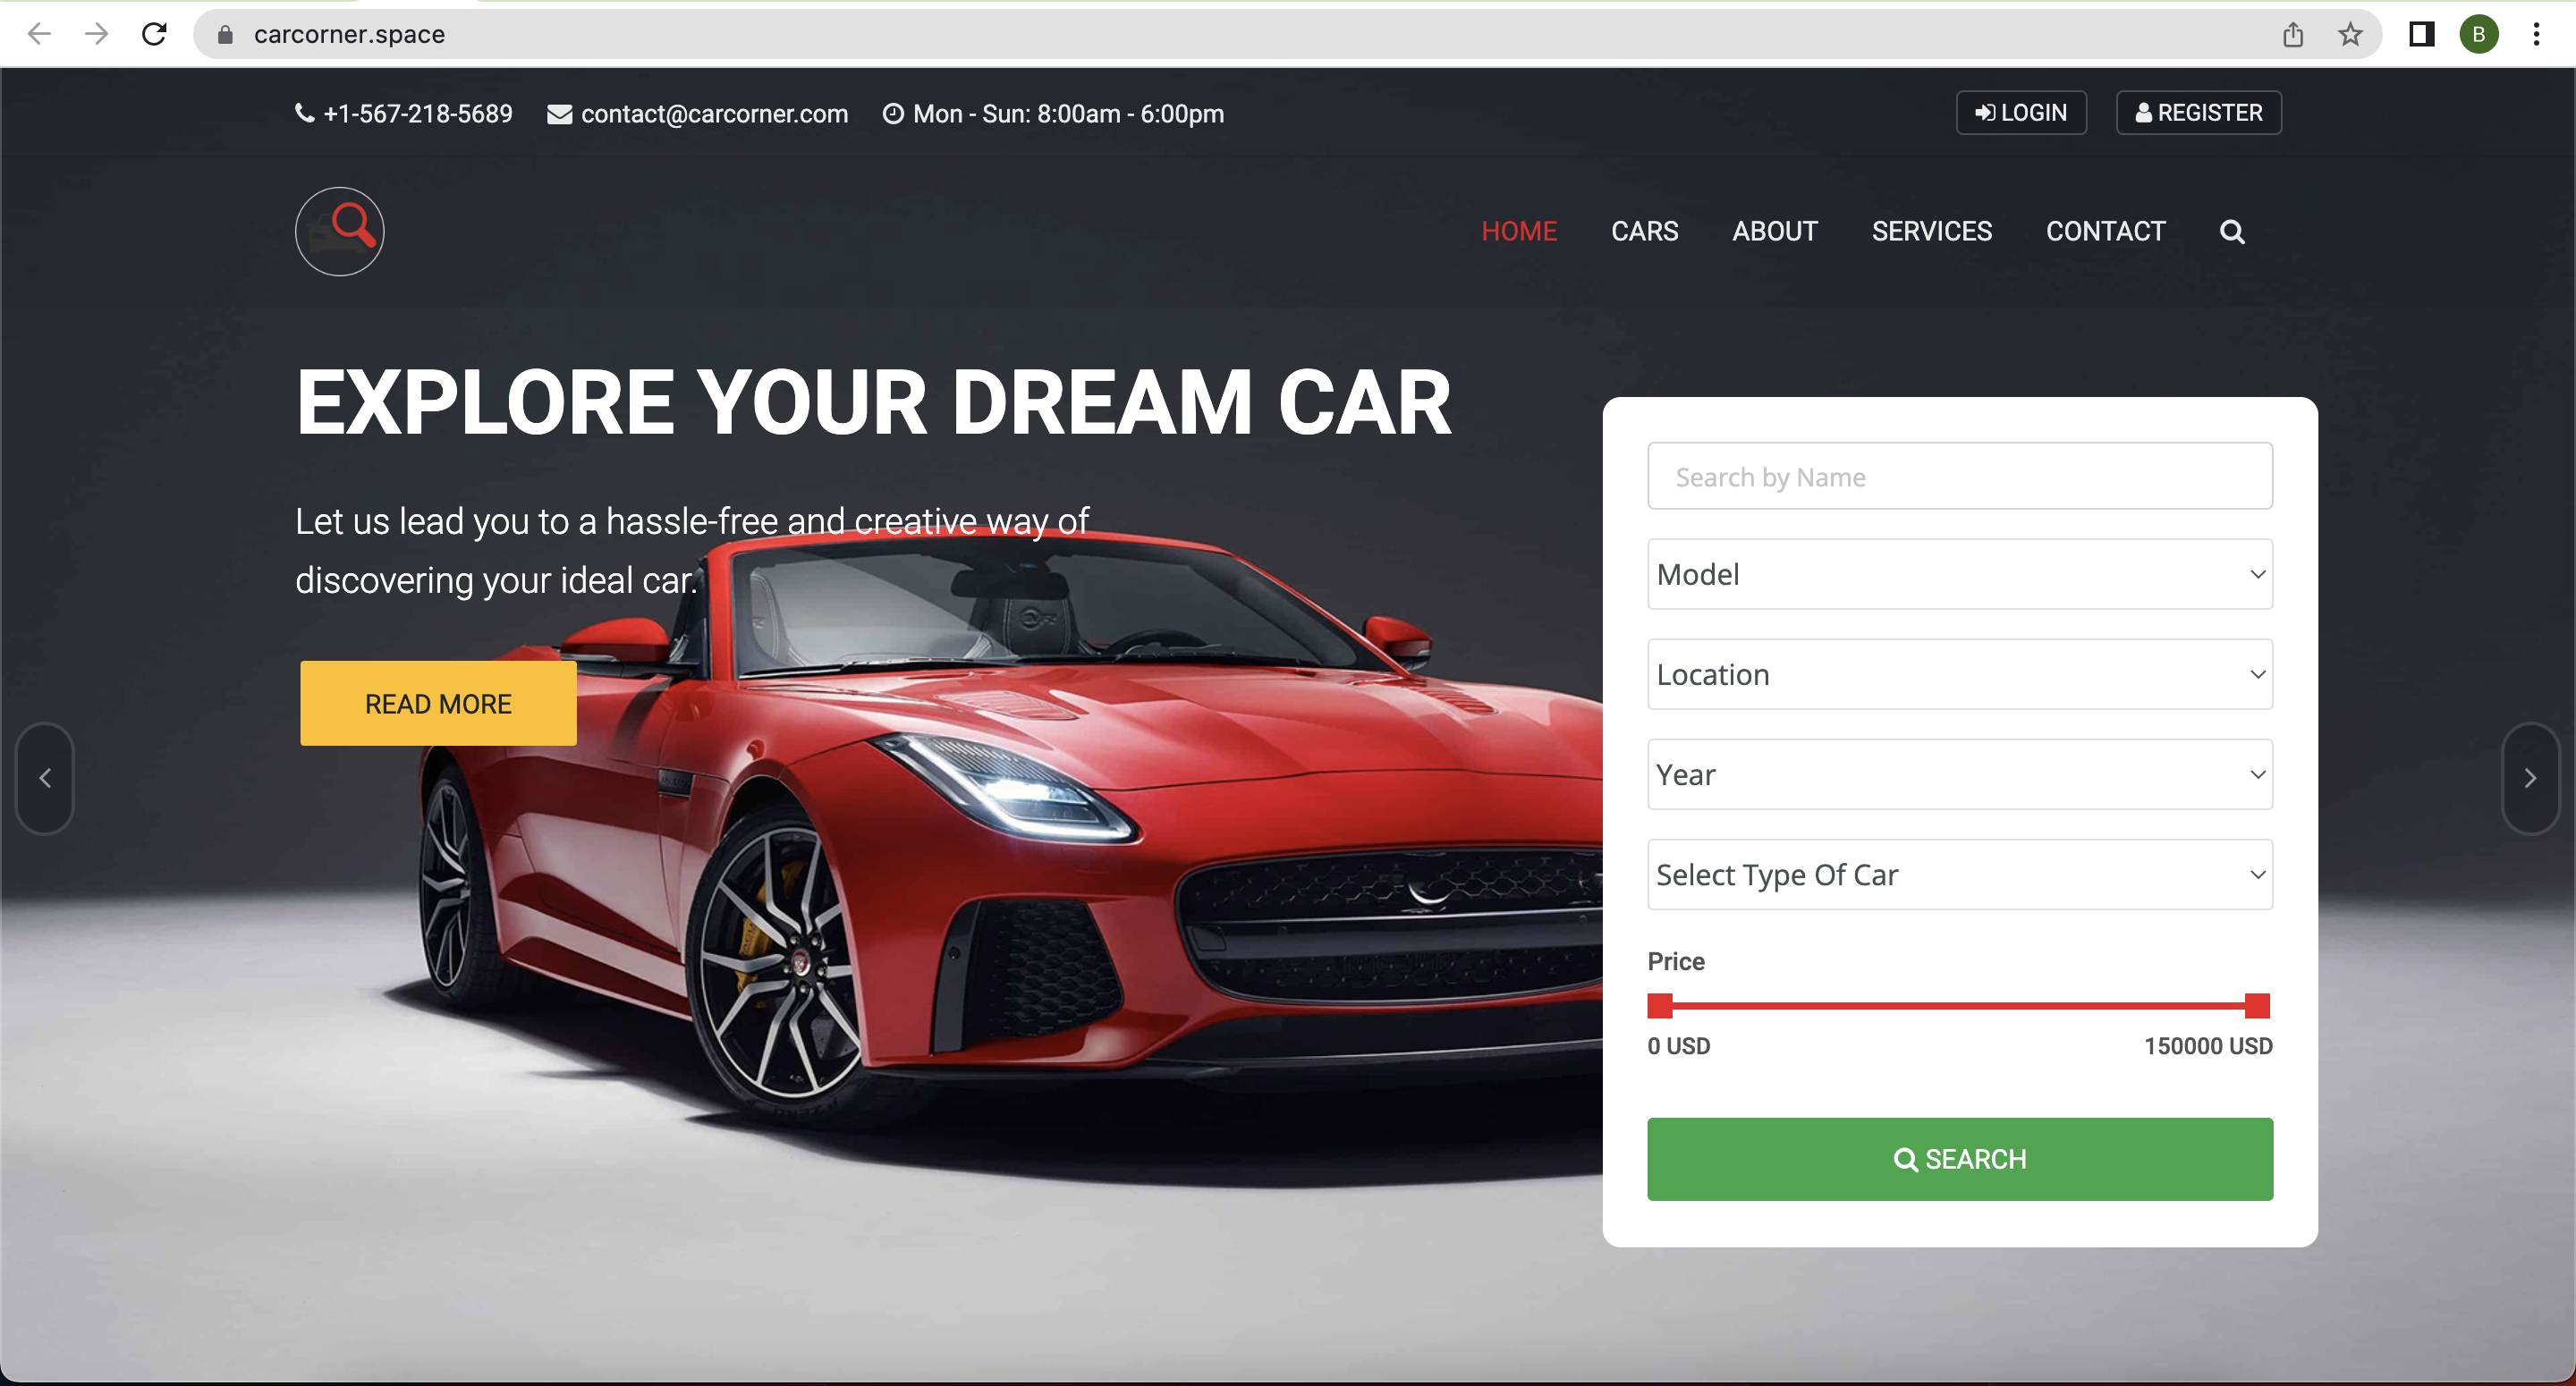 carcorner.space
B
+1-567-218-5689 contact@carcorner.com Mon - Sun: 8:00am - 6:00pm
LOGIN REGISTER
HOME CARS ABOUT SERVICES CONTACT
EXPLORE YOUR DREAM CAR
Let us lead you to a hassle-free and creative way of
discovering your ideal car.
READ MORE
Search by Name
Model
Location
Year
Select Type Of Car
Price
0 USD 150000 USD
SEARCH